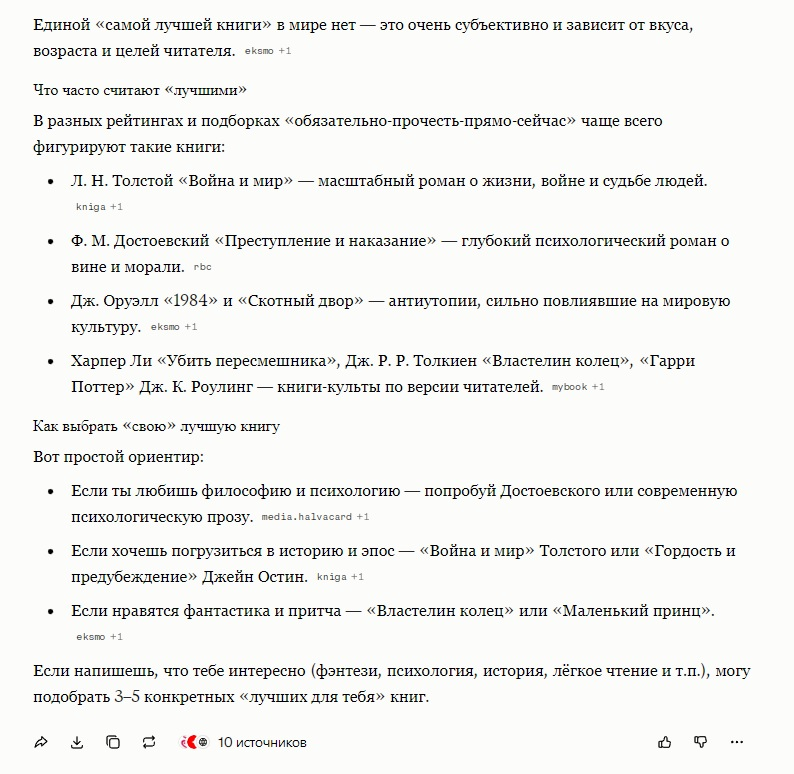 Единой «самой лучшей книги» в мире нет — это очень субъективно и зависит от вкуса,
возраста и целей читателя. eksmo +1
Что часто считают «лучшими»
В разных рейтингах и подборках «обязательно-прочесть-прямо-сейчас» чаще всего
фигурируют такие книги:
• Л. Н. Толстой «Война и мир» — масштабный роман о жизни, войне и судьбе людей.
kniga +1
• Ф. М. Достоевский «Преступление и наказание» — глубокий психологический роман о
вине и морали. rbc
• Дж. Оруэлл «1984» и «Скотный двор» — антиутопии, сильно повлиявшие на мировую
культуру. eksmo +1
• Харпер Ли «Убить пересмешника», Дж. Р. Р. Толкиен «Властелин колец», «Гарри
Поттер» Дж. К. Роулинг — книги-культы по версии читателей. mybook +1
Как выбрать «свою» лучшую книгу
Вот простой ориентир:
• Если ты любишь философию и психологию — попробуй Достоевского или современную
психологическую прозу. media.halvacard +1
• Если хочешь погрузиться в историю и эпос — «Война и мир» Толстого или «Гордость и
предубеждение» Джейн Остин. kniga +1
• Если нравятся фантастика и притча — «Властелин колец» или «Маленький принц».
eksmo +1
Если напишешь, что тебе интересно (фэнтези, психология, история, лёгкое чтение и т.п.), могу
подобрать 3–5 конкретных «лучших для тебя» книг.
10 источников